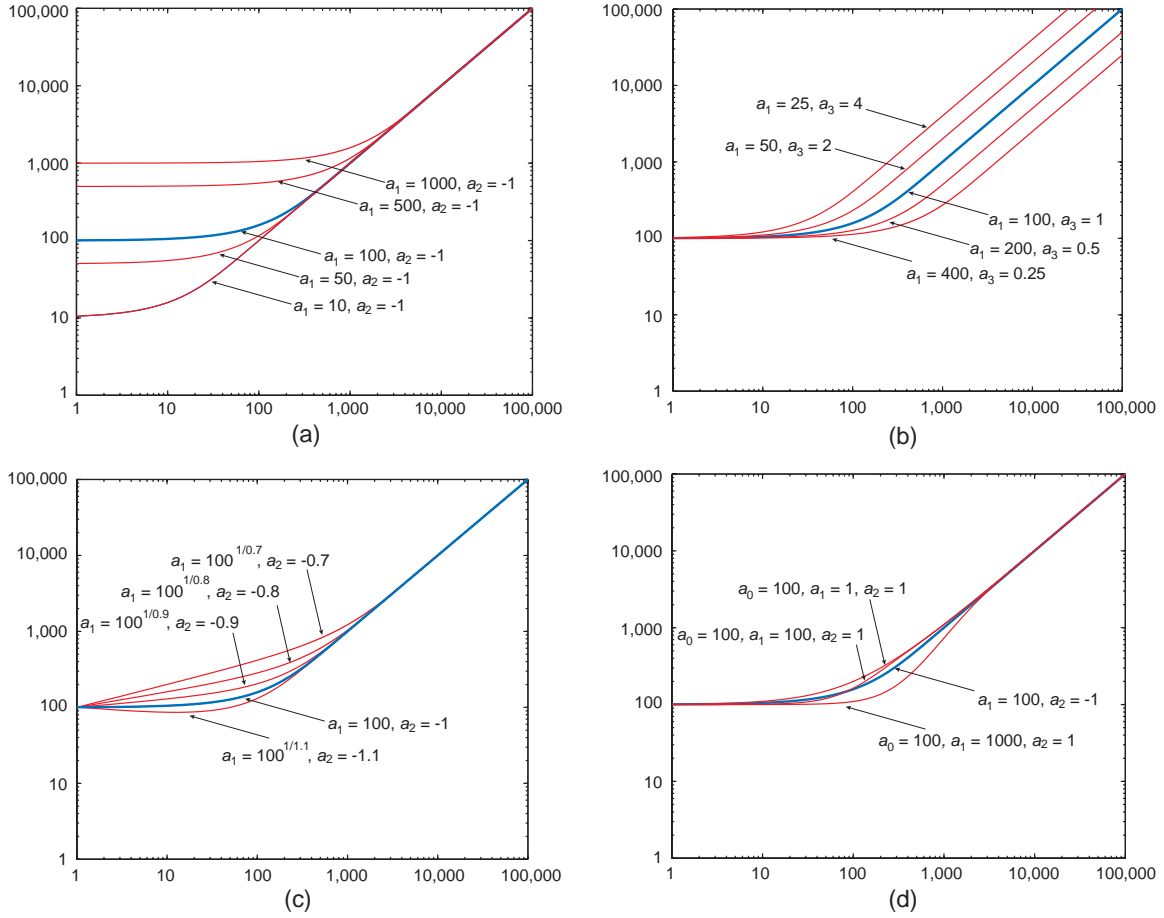 100,000
10,000
1,000
100
10
1
a₁ = 1000, a₂ = -1
a₁ = 500, a₂ = -1
a₁ = 100, a₂ = -1
a₁ = 50, a₂ = -1
a₁ = 10, a₂ = -1
1 10 100 1,000 10,000 100,000
(a)
100,000
10,000
1,000
100
10
1
a₁ = 25, a₃ = 4
a₁ = 50, a₃ = 2
a₁ = 100, a₃ = 1
a₁ = 200, a₃ = 0.5
a₁ = 400, a₃ = 0.25
1 10 100 1,000 10,000 100,000
(b)
100,000
10,000
1,000
100
10
1
a₁ = 100^1/0.7, a₂ = -0.7
a₁ = 100^1/0.8, a₂ = -0.8
a₁ = 100^1/0.9, a₂ = -0.9
a₁ = 100, a₂ = -1
a₁ = 100^1/1.1, a₂ = -1.1
1 10 100 1,000 10,000 100,000
(c)
100,000
10,000
1,000
100
10
1
a₀ = 100, a₁ = 1, a₂ = 1
a₀ = 100, a₁ = 100, a₂ = 1
a₁ = 100, a₂ = -1
a₀ = 100, a₁ = 1000, a₂ = 1
1 10 100 1,000 10,000 100,000
(d)